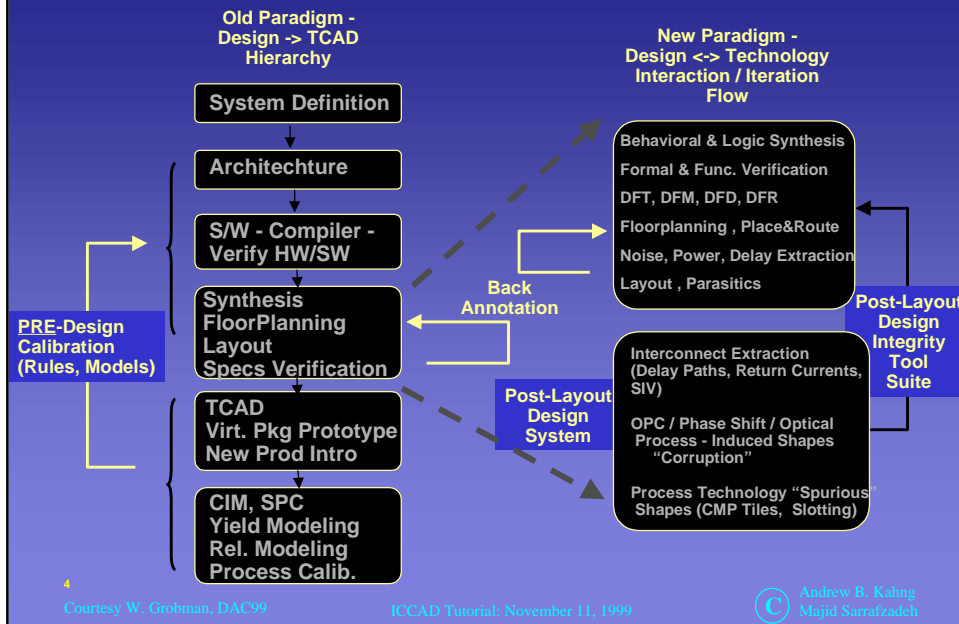 Old Paradigm -
Design -> TCAD
Hierarchy
System Definition
Architechture
S/W - Compiler -
Verify HW/SW
Synthesis
FloorPlanning
Layout
Specs Verification
TCAD
Virt. Pkg Prototype
New Prod Intro
CIM, SPC
Yield Modeling
Rel. Modeling
Process Calib.
PRE-Design
Calibration
(Rules, Models)
Back
Annotation
New Paradigm -
Design <-> Technology
Interaction / Iteration
Flow
Behavioral & Logic Synthesis
Formal & Func. Verification
DFT, DFM, DFD, DFR
Floorplanning , Place&Route
Noise, Power, Delay Extraction
Layout , Parasitics
Post-Layout
Design
System
Interconnect Extraction
(Delay Paths, Return Currents,
SIV)
OPC / Phase Shift / Optical
Process - Induced Shapes
“Corruption”
Process Technology “Spurious”
Shapes (CMP Tiles, Slotting)
Post-Layout
Design
Integrity
Tool
Suite
4
Courtesy W. Grobman, DAC99
ICCAD Tutorial: November 11, 1999
C
Andrew B. Kahng
Majid Sarrafzadeh